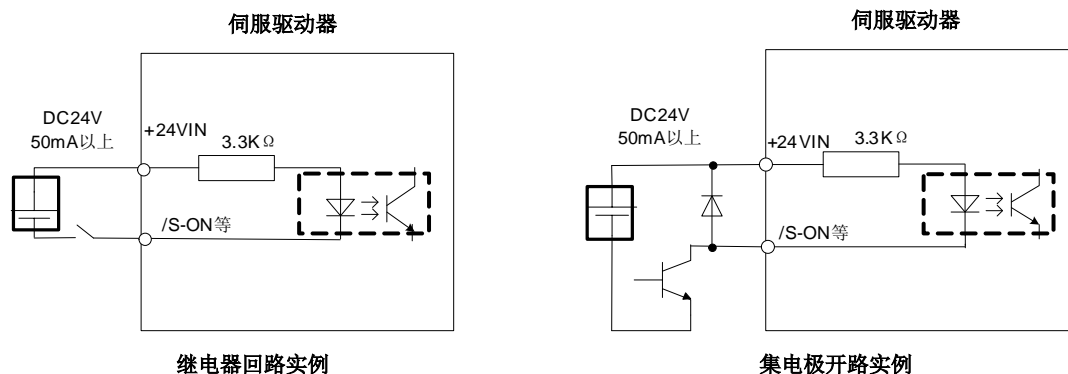 伺服驱动器
DC24V
50mA以上
+24VIN
3.3KΩ
/S-ON等
继电器回路实例
伺服驱动器
DC24V
50mA以上
+24VIN
3.3KΩ
/S-ON等
集电极开路实例